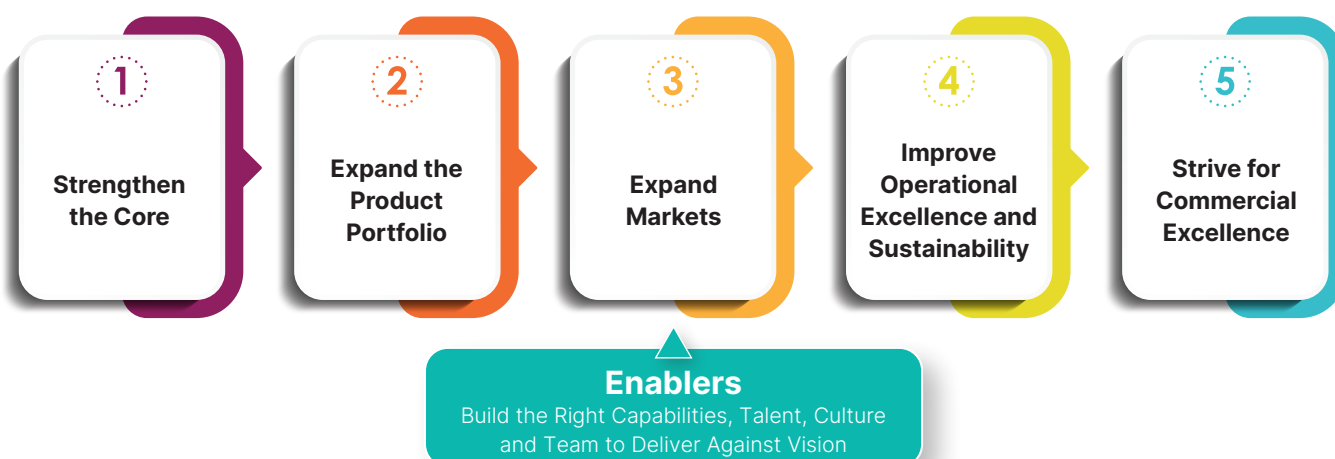 1
Strengthen
the Core
2
Expand the
Product
Portfolio
3
Expand
Markets
4
Improve
Operational
Excellence and
Sustainability
5
Strive for
Commercial
Excellence
Enablers
Build the Right Capabilities, Talent, Culture
and Team to Deliver Against Vision